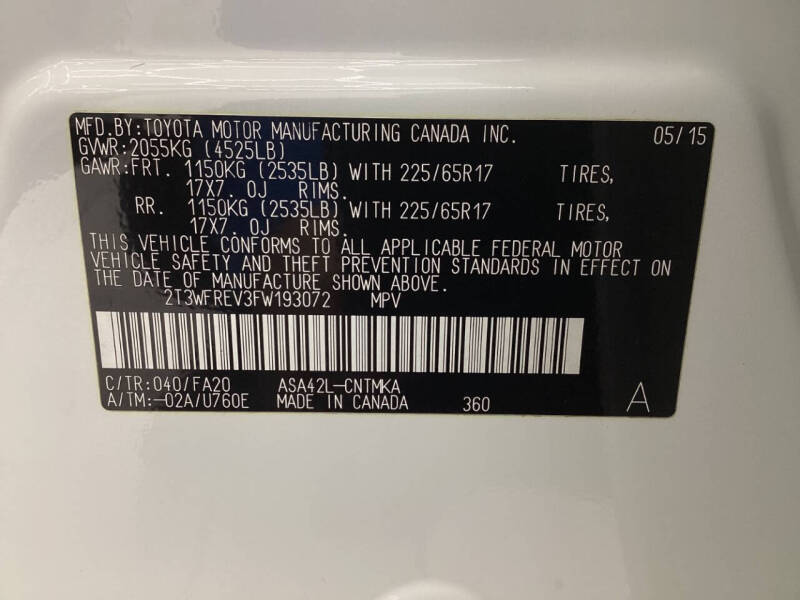 MFD.BY:TOYOTA MOTOR MANUFACTURING CANADA INC. 05/15
GVWR:2055KG (4525LB)
GAWR:FRT. 1150KG (2535LB) WITH 225/65R17 TIRES,
17X7. 0J RIMS.
RR. 1150KG (2535LB) WITH 225/65R17 TIRES,
17X7. 0J RIMS.
THIS VEHICLE CONFORMS TO ALL APPLICABLE FEDERAL MOTOR
VEHICLE SAFETY AND THEFT PREVENTION STANDARDS IN EFFECT ON
THE DATE OF MANUFACTURE SHOWN ABOVE.
2T3WFREV3FW193072 MPV
C/TR:040/FA20 ASA42L-CNTMKA
A/TM:-02A/U760E MADE IN CANADA 360 A